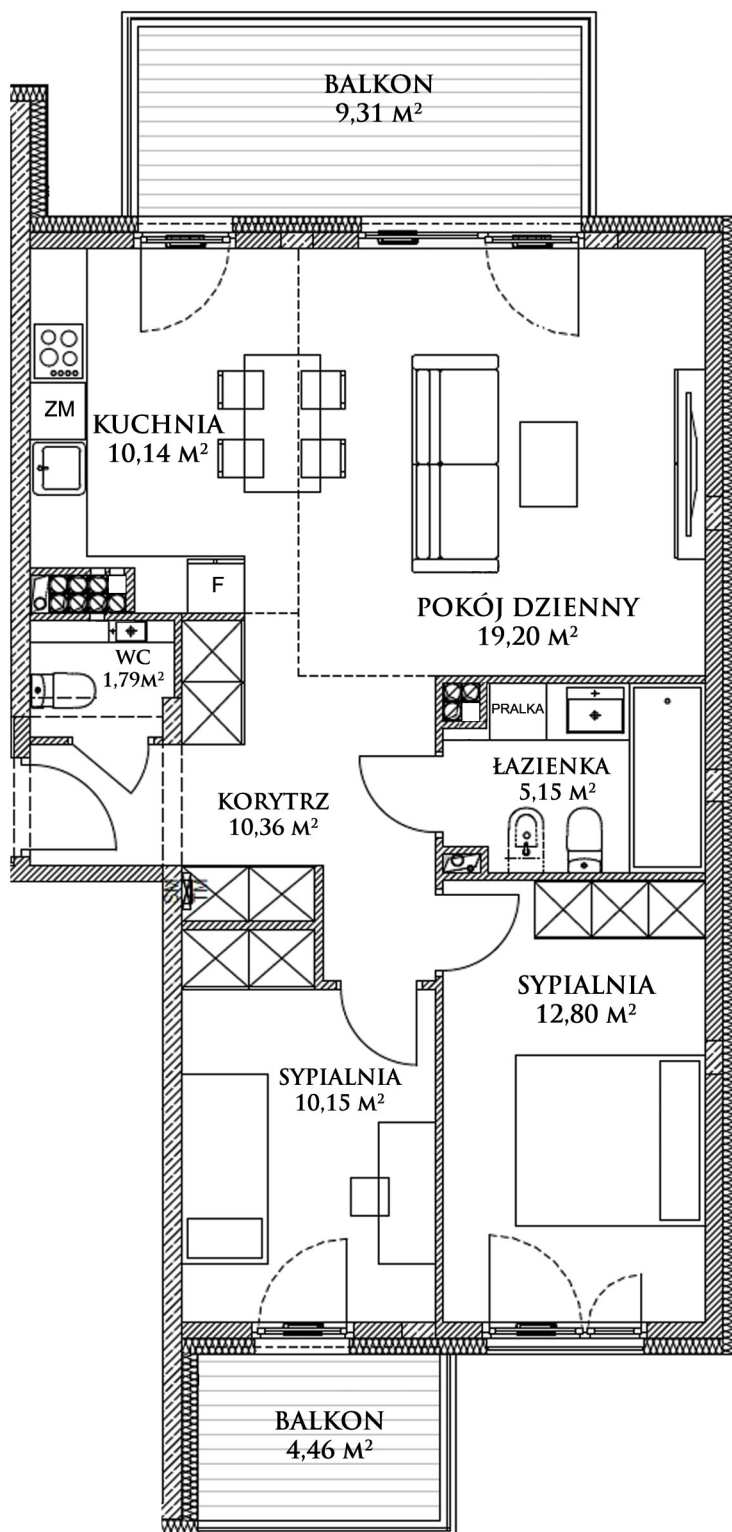 BALKON
9,31 M²
ZM
KUCHNIA
10,14 M²
F
POKÓJ DZIENNY
19,20 M²
WC
1,79M²
PRALKA
ŁAZIENKA
5,15 M²
KORYTRZ
10,36 M²
SYPIALNIA
12,80 M²
SYPIALNIA
10,15 M²
BALKON
4,46 M²